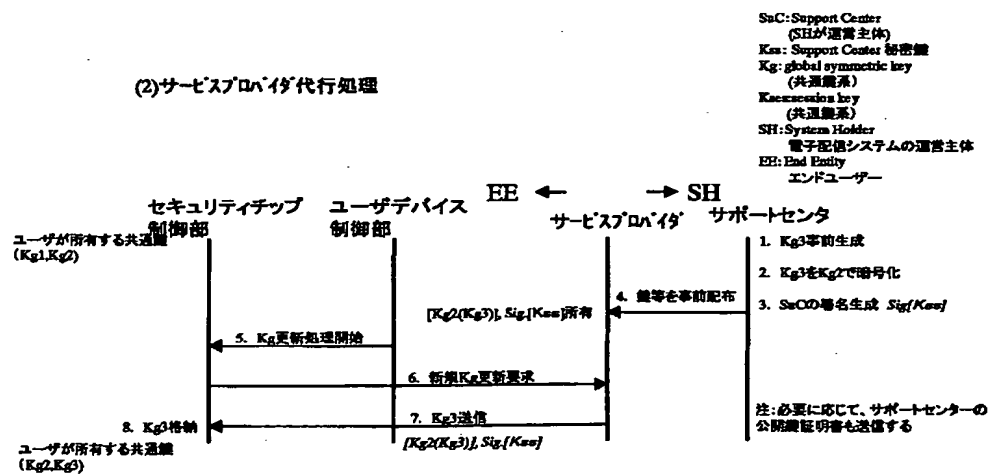 SuC:Support Center
(SHが運営主体)
Kss: Support Center 秘密鍵
Kg: global symmetric key
(共通鍵系)
Kses:session key
(共通鍵系)
SH:System Holder
電子配信システムの運営主体
EE: End Entity
エンドユーザー
(2)サービスプロバイダ代行処理
EE ← → SH
セキュリティチップ
制御部
ユーザデバイス
制御部
サービスプロバイダ
サポートセンタ
ユーザが所有する共通鍵
(Kg1,Kg2)
1. Kg3事前生成
2. Kg3をKg2で暗号化
3. SuCの署名生成 Sig[Kss]
4. 鍵等を事前配布
[Kg2(Kg3)], Sig.[Kss]所有
5. Kg更新処理開始
6. 新規Kg更新要求
7. Kg3送信
[Kg2(Kg3)], Sig.[Kss]
8. Kg3格納
ユーザが所有する共通鍵
(Kg2,Kg3)
注:必要に応じて、サポートセンターの
公開鍵証明書も送信する